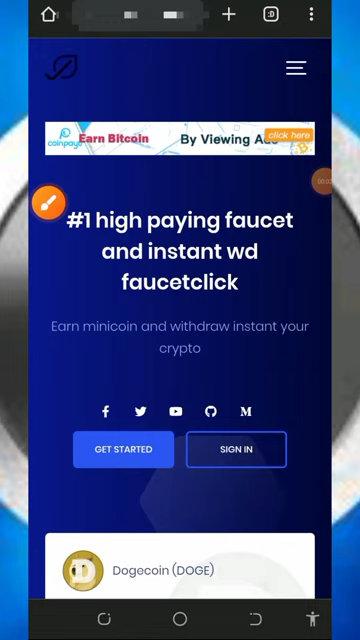 :D
coinpayu Earn Bitcoin By Viewing Ads click here
#1 high paying faucet
and instant wd
faucetclick
Earn minicoin and withdraw instant your
crypto
GET STARTED SIGN IN
Dogecoin (DOGE)